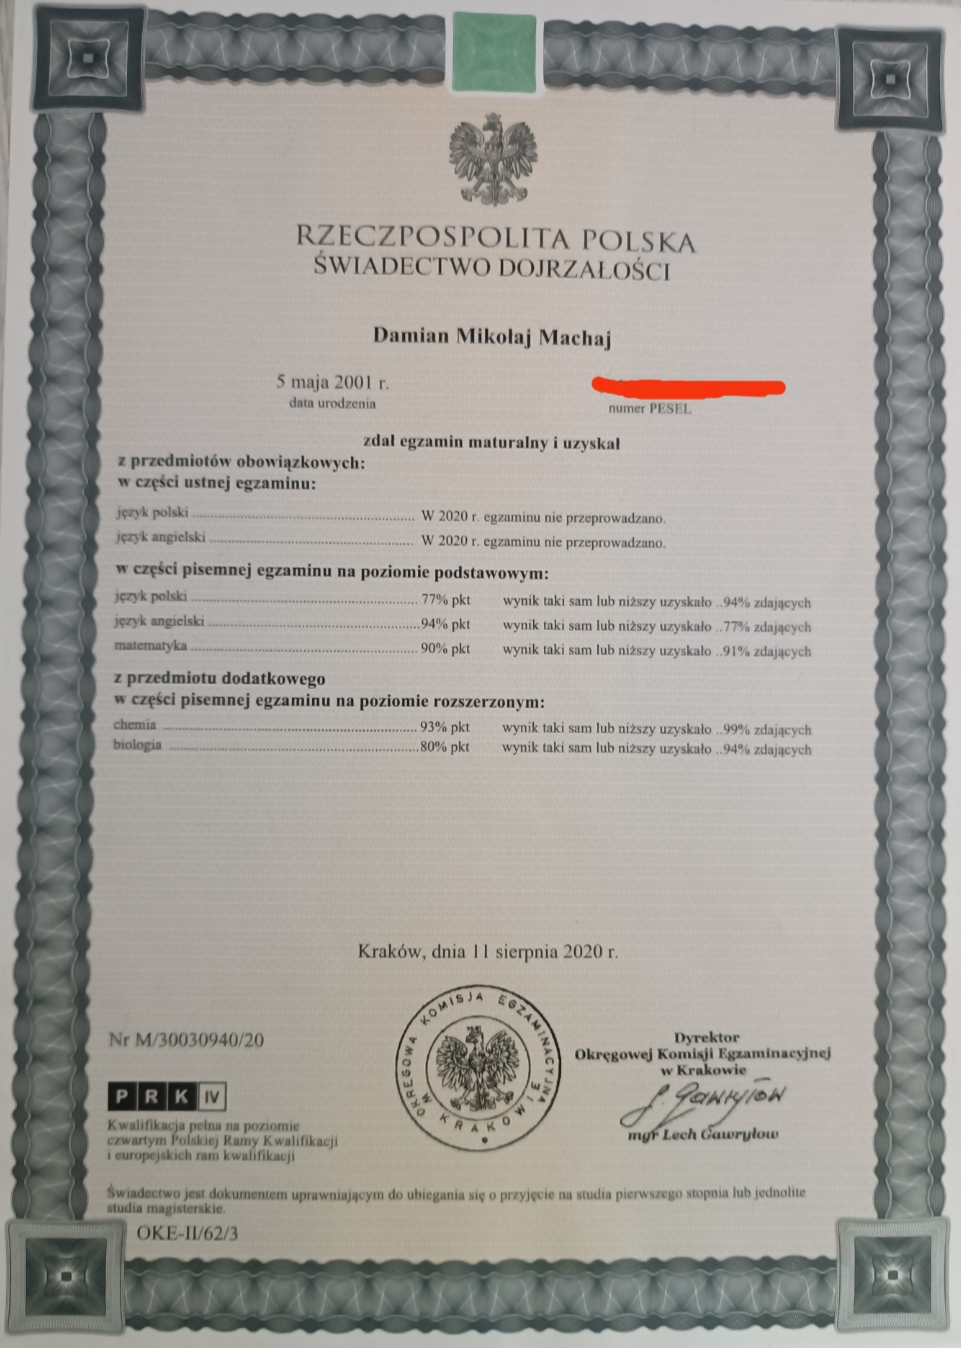 RZECZPOSPOLITA POLSKA
ŚWIADECTWO DOJRZAŁOŚCI
Damian Mikołaj Machaj
5 maja 2001 r.
data urodzenia
numer PESEL
zdał egzamin maturalny i uzyskał
z przedmiotów obowiązkowych:
w części ustnej egzaminu:
język polski ........ W 2020 r. egzaminu nie przeprowadzano.
język angielski ........ W 2020 r. egzaminu nie przeprowadzano.
w części pisemnej egzaminu na poziomie podstawowym:
język polski ........ 77% pkt wynik taki sam lub niższy uzyskało ..94% zdających
język angielski ........ 94% pkt wynik taki sam lub niższy uzyskało ..77% zdających
matematyka ........ 90% pkt wynik taki sam lub niższy uzyskało ..91% zdających
z przedmiotu dodatkowego
w części pisemnej egzaminu na poziomie rozszerzonym:
chemia ........ 93% pkt wynik taki sam lub niższy uzyskało ..99% zdających
biologia ........ 80% pkt wynik taki sam lub niższy uzyskało ..94% zdających
Kraków, dnia 11 sierpnia 2020 r.
Nr M/30030940/20
OKRĘGOWA KOMISJA EGZAMINACYJNA
W KRAKOWIE
Dyrektor
Okręgowej Komisji Egzaminacyjnej
w Krakowie
L. Gawryłow
mgr Lech Gawryłow
P R K IV
Kwalifikacja pełna na poziomie
czwartym Polskiej Ramy Kwalifikacji
i europejskich ram kwalifikacji
Świadectwo jest dokumentem uprawniającym do ubiegania się o przyjęcie na studia pierwszego stopnia lub jednolite
studia magisterskie.
OKE-II/62/3